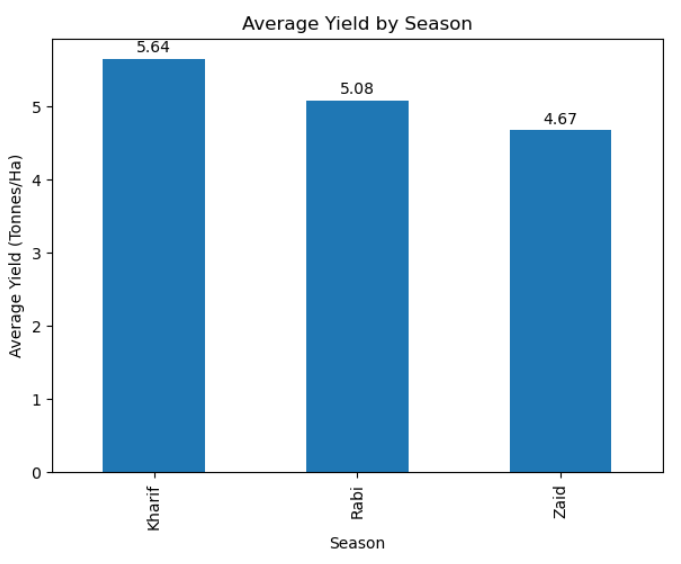 Average Yield by Season
5.64
5.08
4.67
Average Yield (Tonnes/Ha)
5
4
3
2
1
0
Kharif
Rabi
Zaid
Season